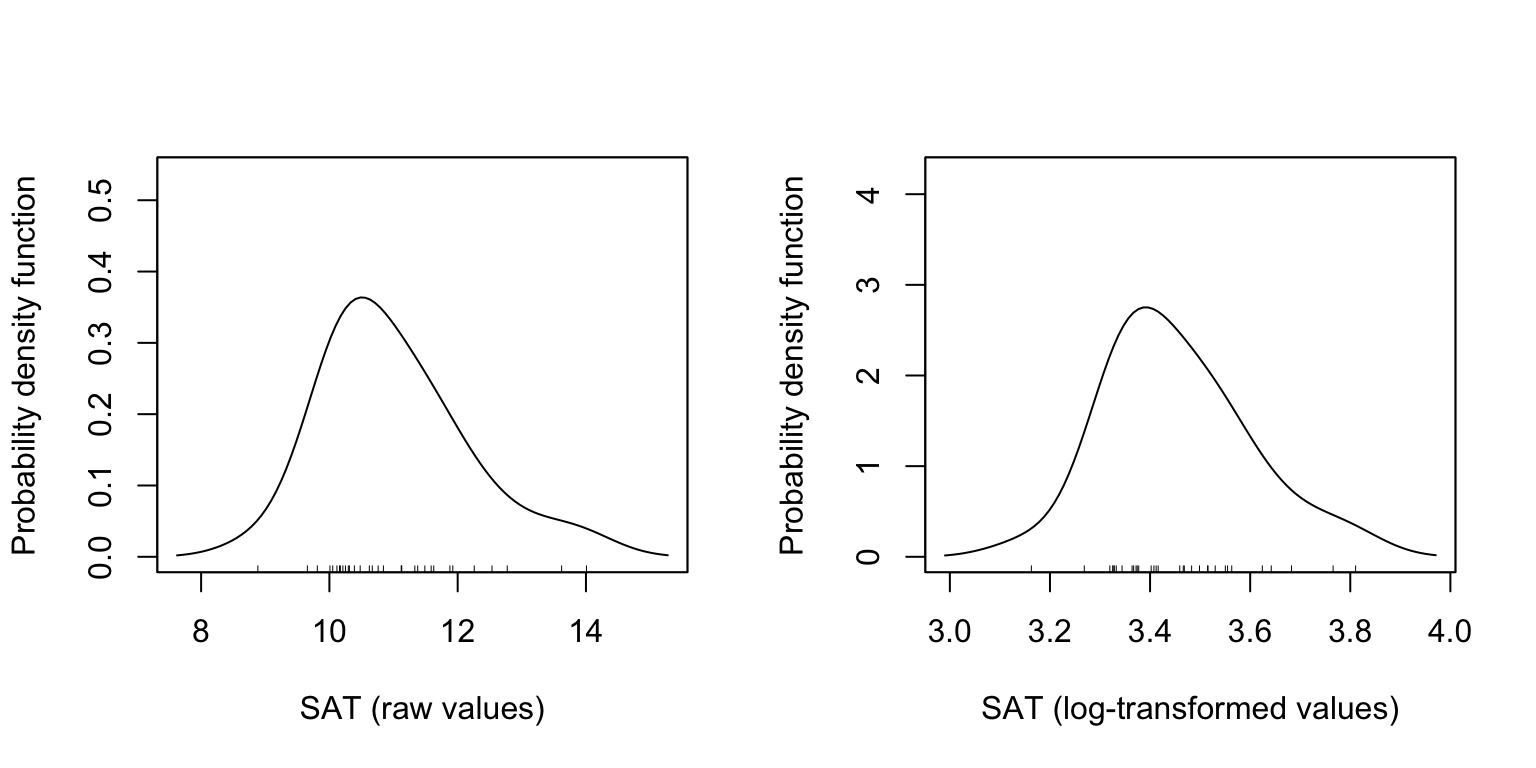 Probability density function
0.0 0.1 0.2 0.3 0.4 0.5
8 10 12 14
SAT (raw values)
Probability density function
0 1 2 3 4
3.0 3.2 3.4 3.6 3.8 4.0
SAT (log-transformed values)